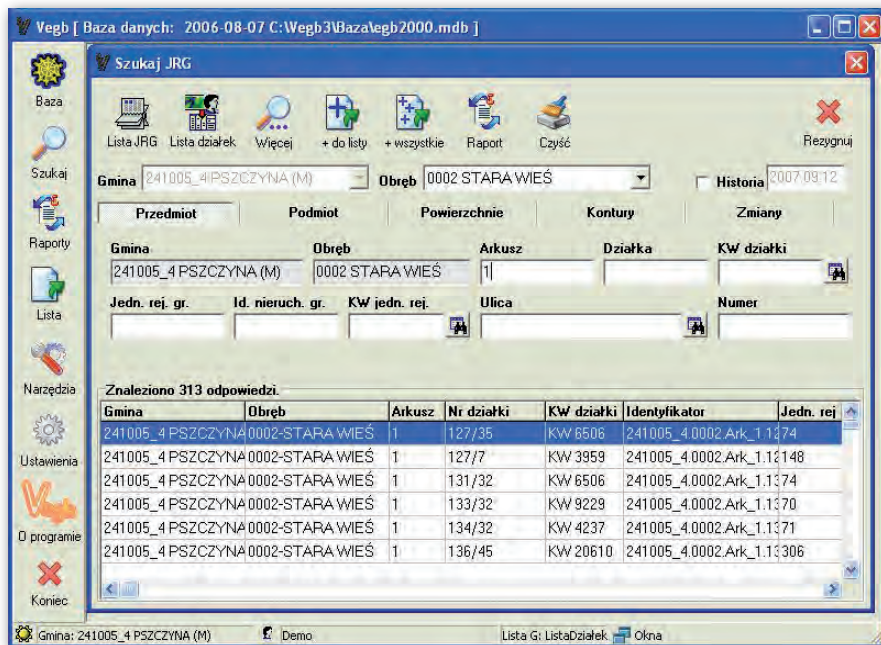 Vegb [ Baza danych: 2006-08-07 C:\Vegb3\Baza\egb2000.mdb ]
Baza
Szukaj
Raporty
Lista
Narzędzia
Ustawienia
Vegb
O programie
Koniec
Szukaj JRG
Lista JRG Lista działek Więcej + do listy + wszystkie Raport Czyść Rezygnuj
Gmina 241005_4 PSZCZYNA (M) Obręb 0002 STARA WIEŚ Historia 2007 09 12
Przedmiot Podmiot Powierzchnie Kontury Zmiany
Gmina Obręb Arkusz Działka KW działki
241005_4 PSZCZYNA (M) 0002 STARA WIEŚ 1
Jedn. rej. gr. Id. nieruch. gr. KW jedn. rej. Ulica Numer
Znaleziono 313 odpowiedzi.
Gmina Obręb Arkusz Nr działki KW działki Identyfikator Jedn. rej
241005_4 PSZCZYNA 0002-STARA WIEŚ 1 127/35 KW 6506 241005_4.0002.Ark_1.12 74
241005_4 PSZCZYNA 0002-STARA WIEŚ 1 127/7 KW 3959 241005_4.0002.Ark_1.12 148
241005_4 PSZCZYNA 0002-STARA WIEŚ 1 131/32 KW 6506 241005_4.0002.Ark_1.13 74
241005_4 PSZCZYNA 0002-STARA WIEŚ 1 133/32 KW 9229 241005_4.0002.Ark_1.13 70
241005_4 PSZCZYNA 0002-STARA WIEŚ 1 134/32 KW 4237 241005_4.0002.Ark_1.13 71
241005_4 PSZCZYNA 0002-STARA WIEŚ 1 136/45 KW 20610 241005_4.0002.Ark_1.13 306
Gmina: 241005_4 PSZCZYNA (M) Demo Lista G: ListaDziałek Okna